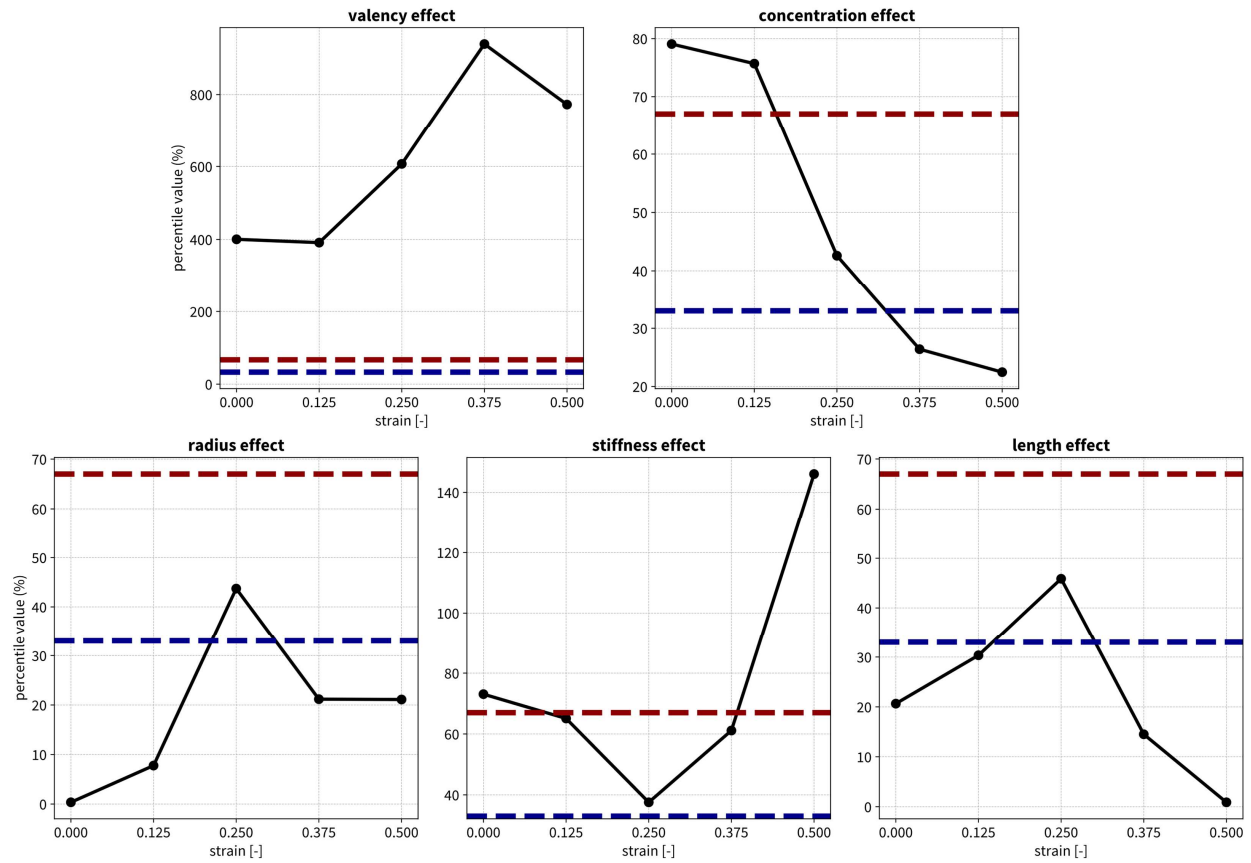 valency effect
percentile value (%)
800
600
400
200
0
0.000 0.125 0.250 0.375 0.500
strain [-]
concentration effect
80
70
60
50
40
30
20
0.000 0.125 0.250 0.375 0.500
strain [-]
radius effect
percentile value (%)
70
60
50
40
30
20
10
0
0.000 0.125 0.250 0.375 0.500
strain [-]
stiffness effect
140
120
100
80
60
40
0.000 0.125 0.250 0.375 0.500
strain [-]
length effect
70
60
50
40
30
20
10
0
0.000 0.125 0.250 0.375 0.500
strain [-]